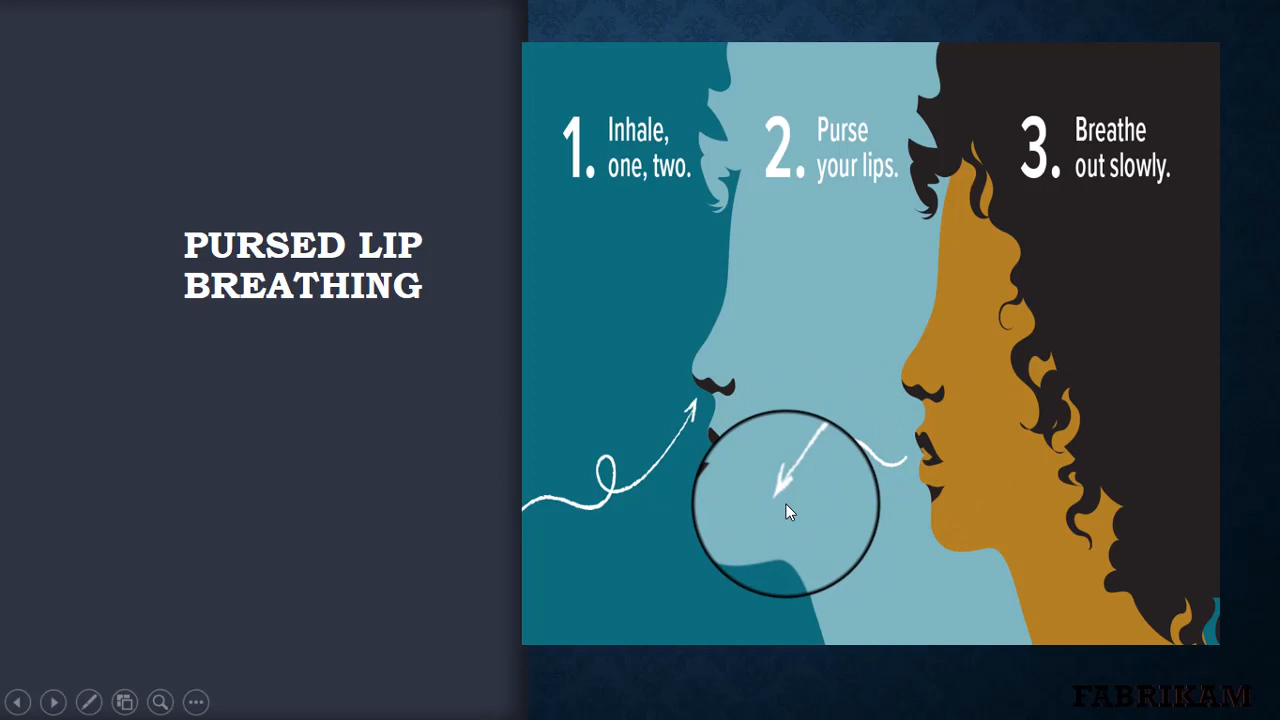 PURSED LIP
BREATHING
1. Inhale,
one, two.
2. Purse
your lips.
3. Breathe
out slowly.
FABRIKAM